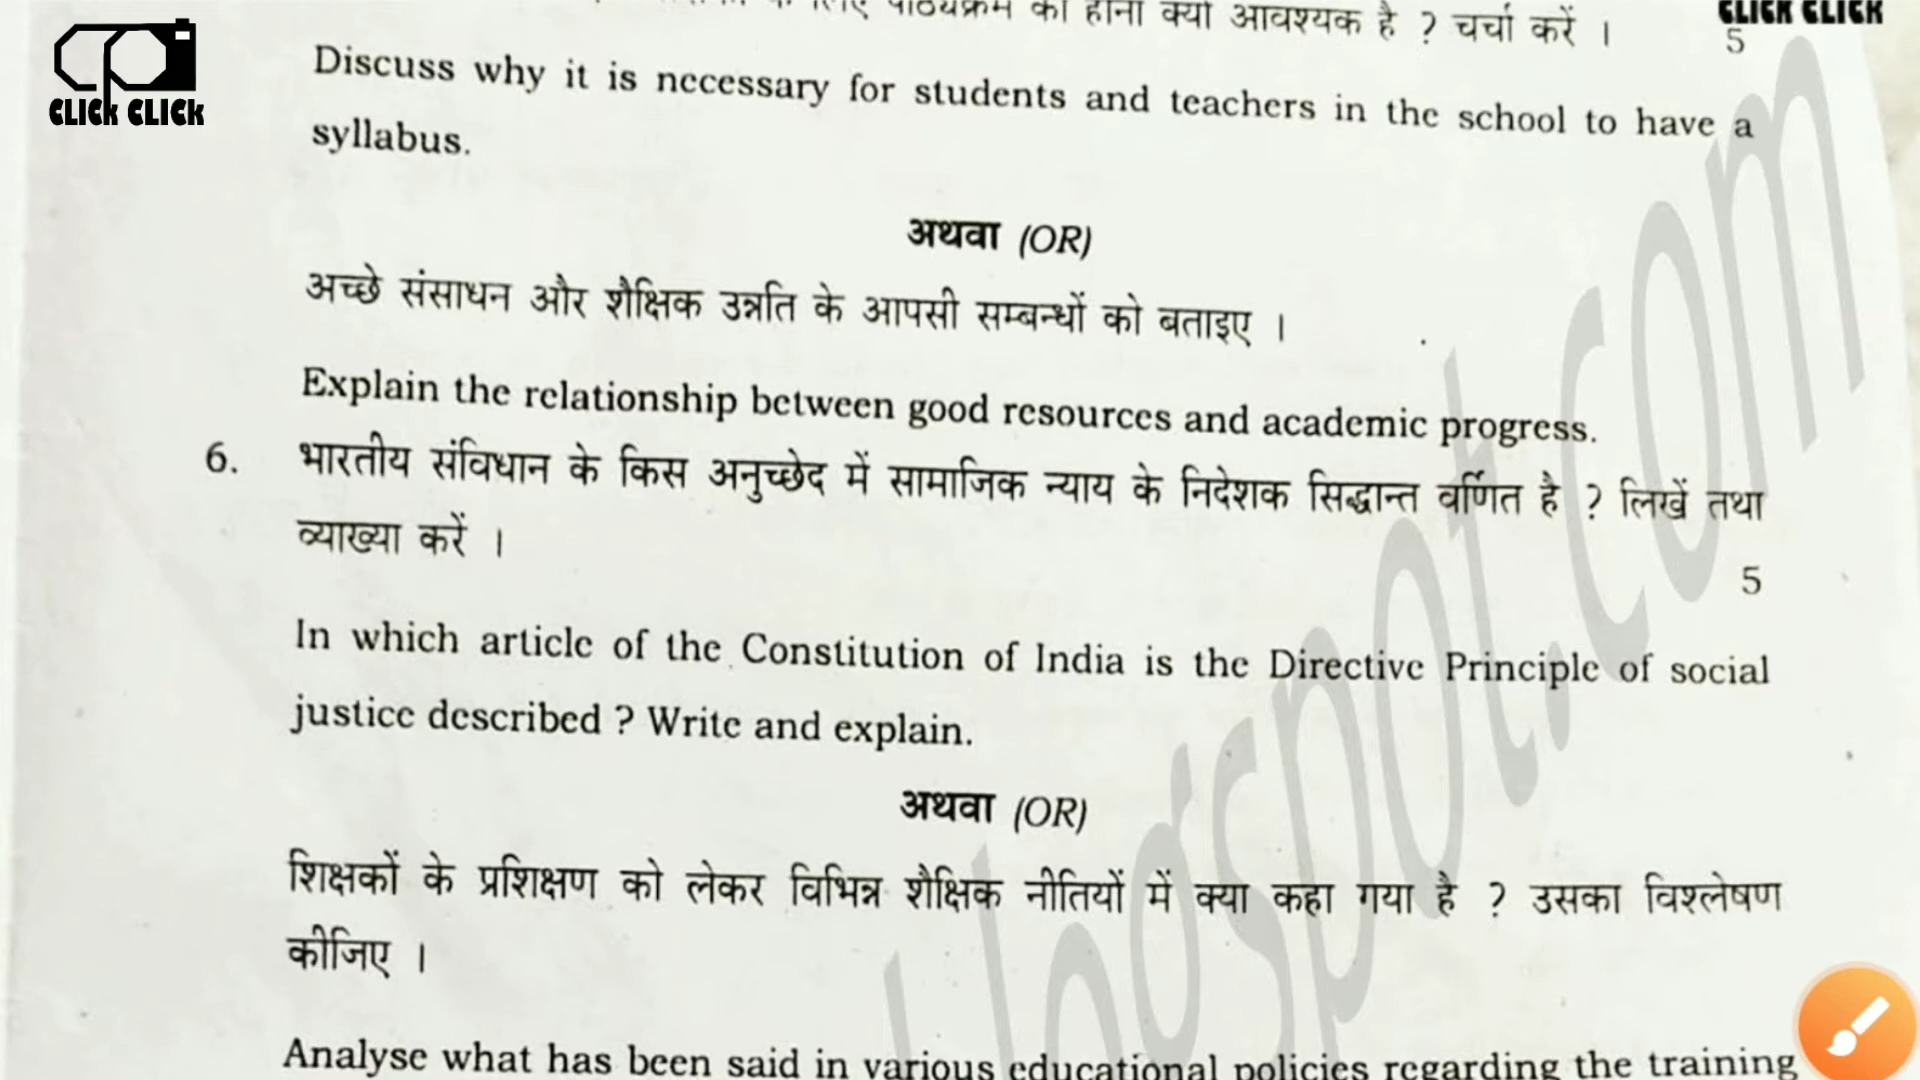 CLICK CLICK
CLICK CLICK
के लिए पाठ्यक्रम का होना क्यों आवश्यक है ? चर्चा करें ।
5
Discuss why it is necessary for students and teachers in the school to have a
syllabus.
अथवा (OR)
अच्छे संसाधन और शैक्षिक उन्नति के आपसी सम्बन्धों को बताइए ।
Explain the relationship between good resources and academic progress.
6. भारतीय संविधान के किस अनुच्छेद में सामाजिक न्याय के निदेशक सिद्धान्त वर्णित है ? लिखें तथा
व्याख्या करें ।
5
In which article of the Constitution of India is the Directive Principle of social
justice described ? Write and explain.
अथवा (OR)
शिक्षकों के प्रशिक्षण को लेकर विभिन्न शैक्षिक नीतियों में क्या कहा गया है ? उसका विश्लेषण
कीजिए ।
Analyse what has been said in various educational policies regarding the training